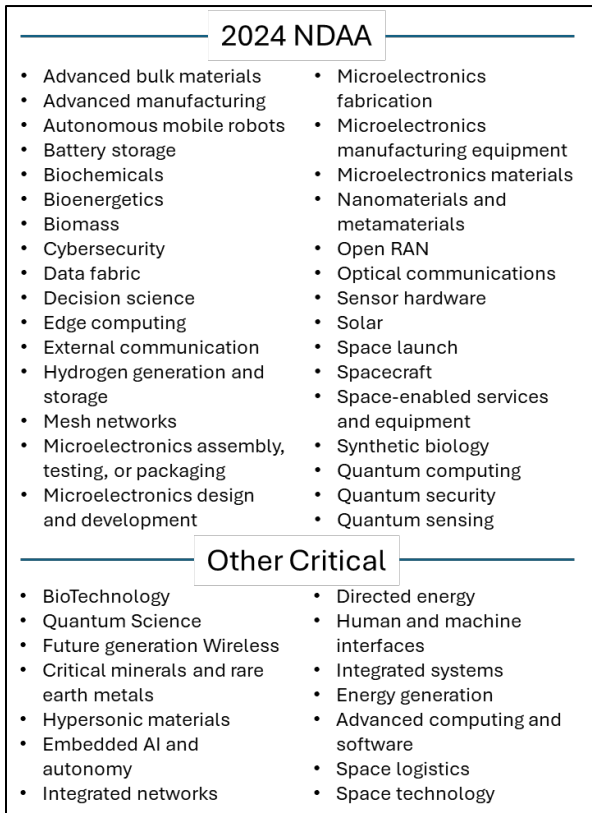 2024 NDAA
• Advanced bulk materials
• Advanced manufacturing
• Autonomous mobile robots
• Battery storage
• Biochemicals
• Bioenergetics
• Biomass
• Cybersecurity
• Data fabric
• Decision science
• Edge computing
• External communication
• Hydrogen generation and
storage
• Mesh networks
• Microelectronics assembly,
testing, or packaging
• Microelectronics design
and development
• Microelectronics
fabrication
• Microelectronics
manufacturing equipment
• Microelectronics materials
• Nanomaterials and
metamaterials
• Open RAN
• Optical communications
• Sensor hardware
• Solar
• Space launch
• Spacecraft
• Space-enabled services
and equipment
• Synthetic biology
• Quantum computing
• Quantum security
• Quantum sensing
Other Critical
• BioTechnology
• Quantum Science
• Future generation Wireless
• Critical minerals and rare
earth metals
• Hypersonic materials
• Embedded AI and
autonomy
• Integrated networks
• Directed energy
• Human and machine
interfaces
• Integrated systems
• Energy generation
• Advanced computing and
software
• Space logistics
• Space technology